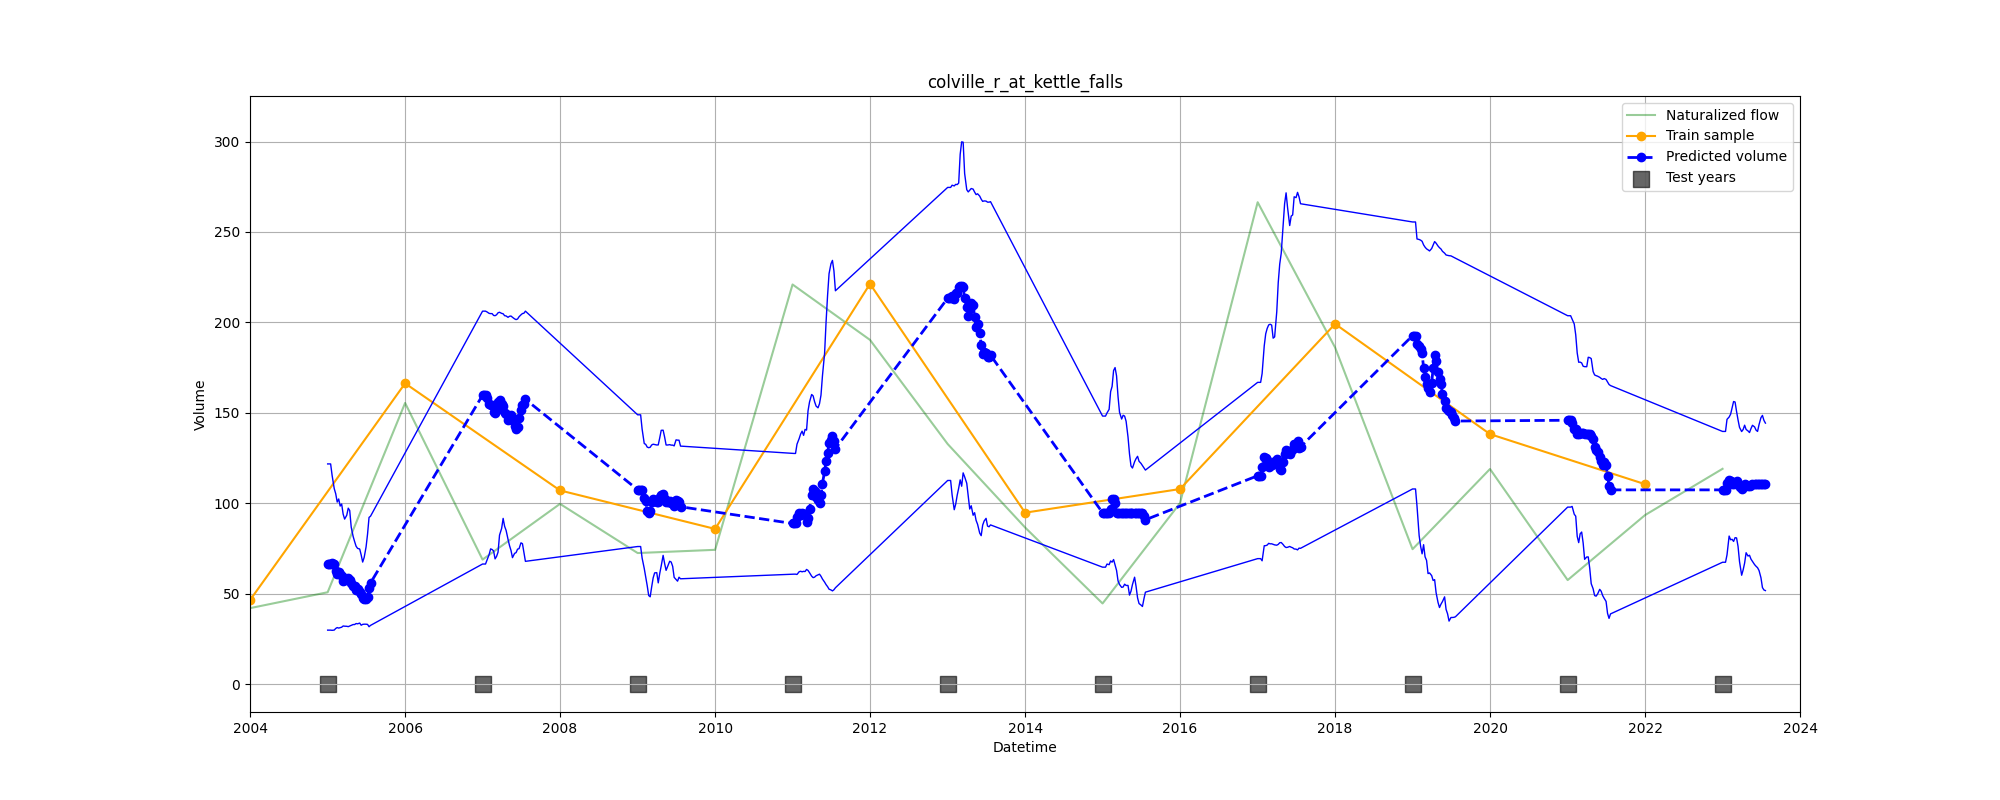 colville_r_at_kettle_falls
Naturalized flow
Train sample
Predicted volume
Test years
Volume
300
250
200
150
100
50
0
2004 2006 2008 2010 2012 2014 2016 2018 2020 2022 2024
Datetime